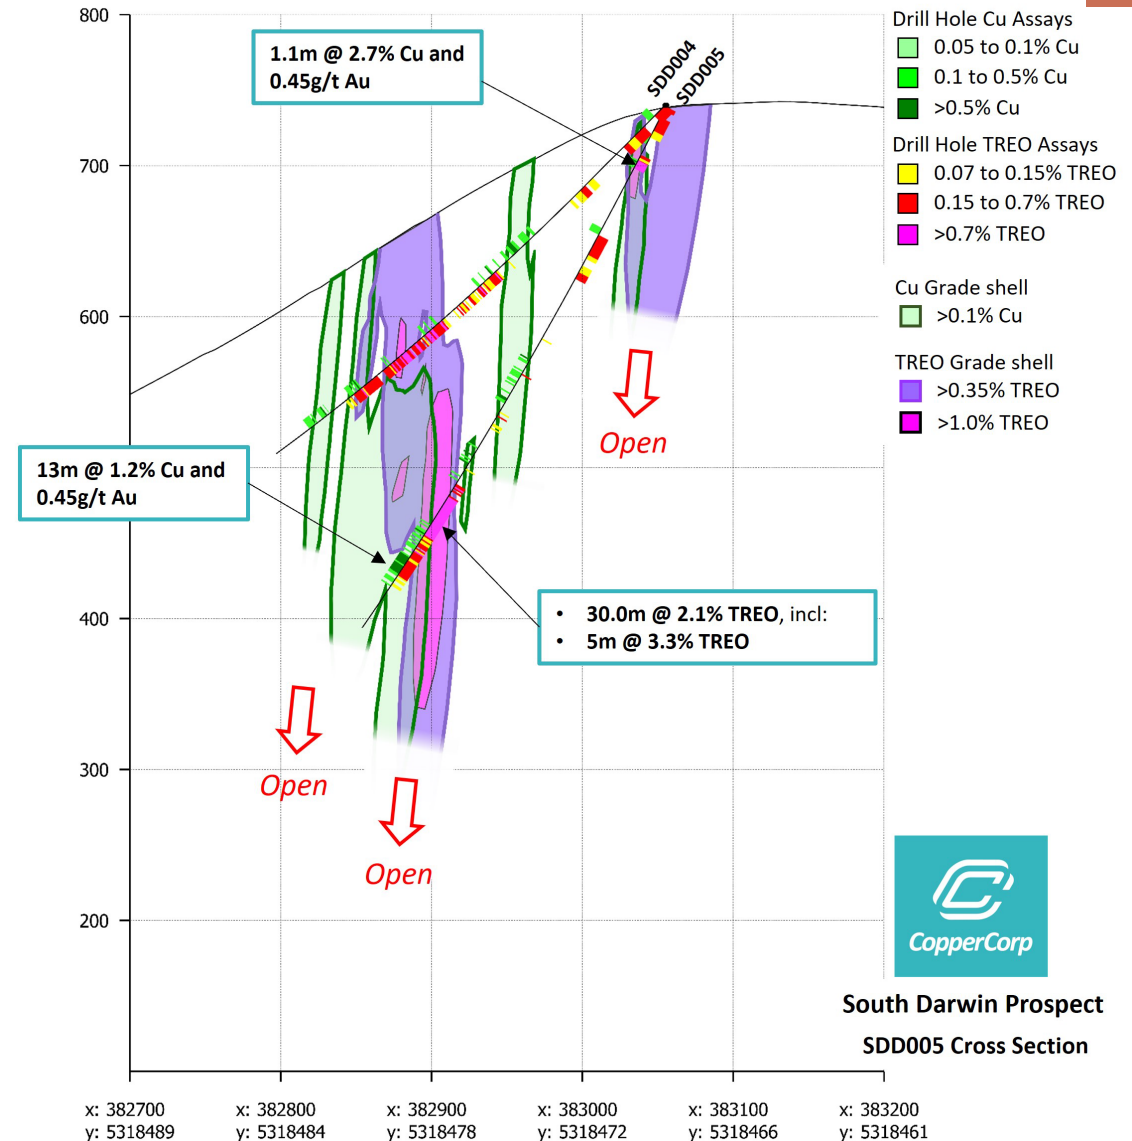 800
700
600
400
300
200
1.1m @ 2.7% Cu and
0.45g/t Au
SDD004
SDD005
13m @ 1.2% Cu and
0.45g/t Au
• 30.0m @ 2.1% TREO, incl:
• 5m @ 3.3% TREO
Open
Open
Open
Drill Hole Cu Assays
0.05 to 0.1% Cu
0.1 to 0.5% Cu
>0.5% Cu
Drill Hole TREO Assays
0.07 to 0.15% TREO
0.15 to 0.7% TREO
>0.7% TREO
Cu Grade shell
>0.1% Cu
TREO Grade shell
>0.35% TREO
>1.0% TREO
CopperCorp
South Darwin Prospect
SDD005 Cross Section
x: 382700 x: 382800 x: 382900 x: 383000 x: 383100 x: 383200
y: 5318489 y: 5318484 y: 5318478 y: 5318472 y: 5318466 y: 5318461